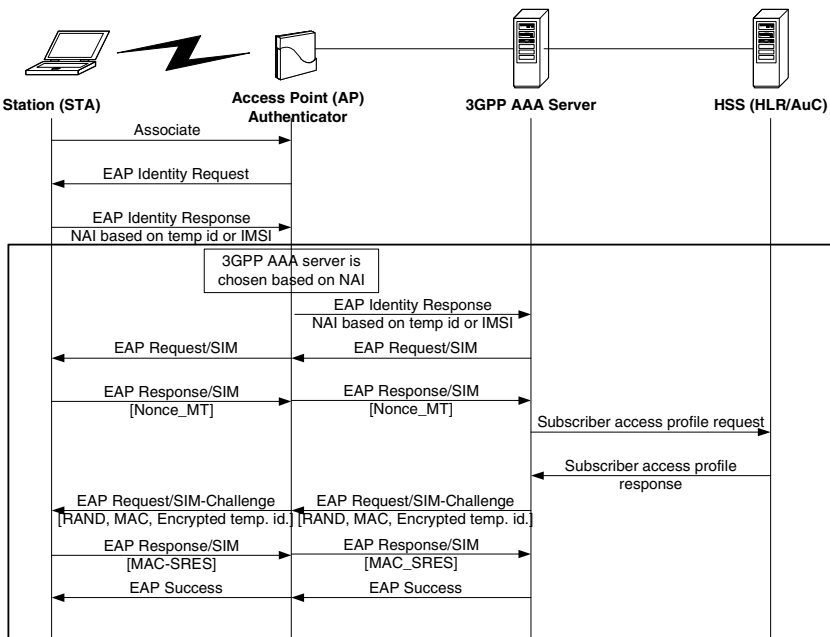 Station (STA)
Access Point (AP)
Authenticator
3GPP AAA Server
HSS (HLR/AuC)
Associate
EAP Identity Request
EAP Identity Response
NAI based on temp id or IMSI
3GPP AAA server is
chosen based on NAI
EAP Identity Response
NAI based on temp id or IMSI
EAP Request/SIM
EAP Request/SIM
EAP Response/SIM
[Nonce_MT]
EAP Response/SIM
[Nonce_MT]
Subscriber access profile request
Subscriber access profile
response
EAP Request/SIM-Challenge
[RAND, MAC, Encrypted temp. id.]
EAP Request/SIM-Challenge
[RAND, MAC, Encrypted temp. id.]
EAP Response/SIM
[MAC-SRES]
EAP Response/SIM
[MAC_SRES]
EAP Success
EAP Success